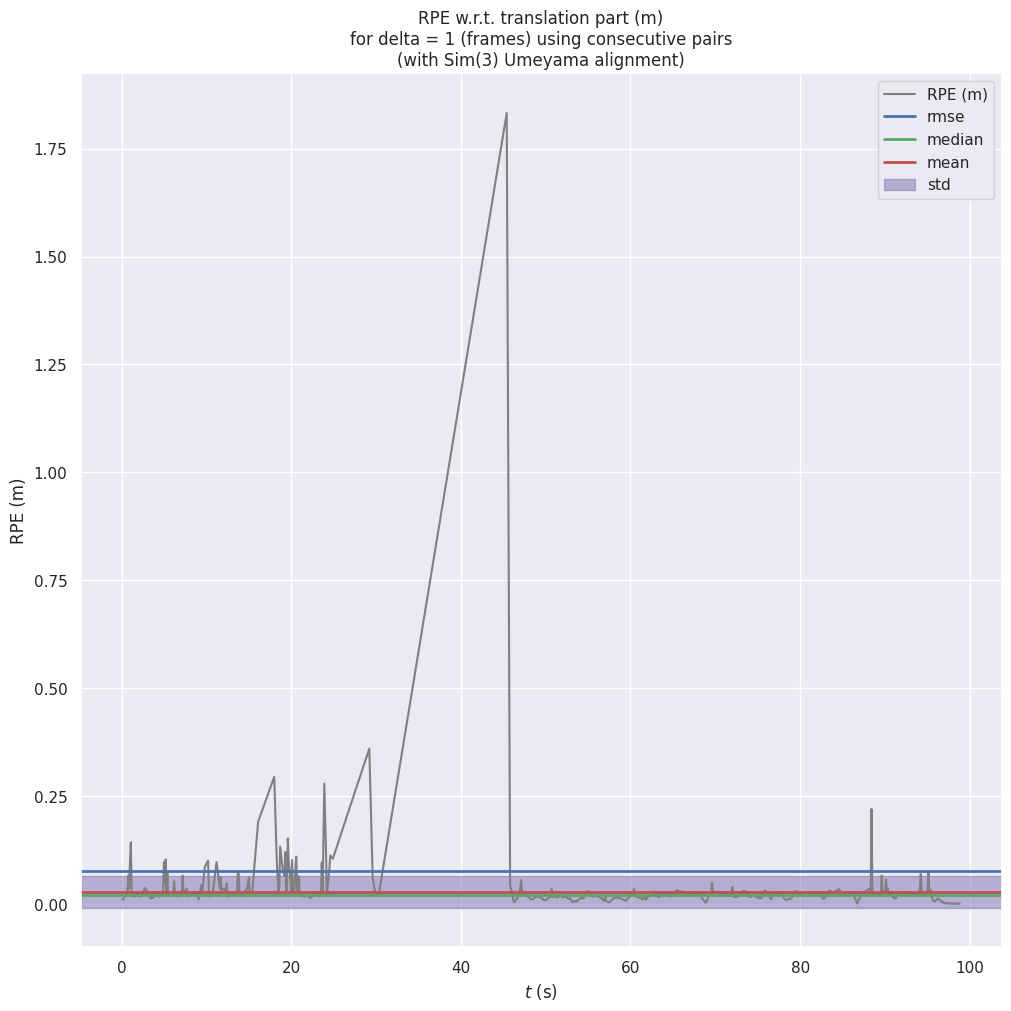 RPE w.r.t. translation part (m)
for delta = 1 (frames) using consecutive pairs
(with Sim(3) Umeyama alignment)
RPE (m)
rmse
median
mean
std
1.75
1.50
1.25
1.00
0.75
0.50
0.25
0.00
RPE (m)
0 20 40 60 80 100
t (s)